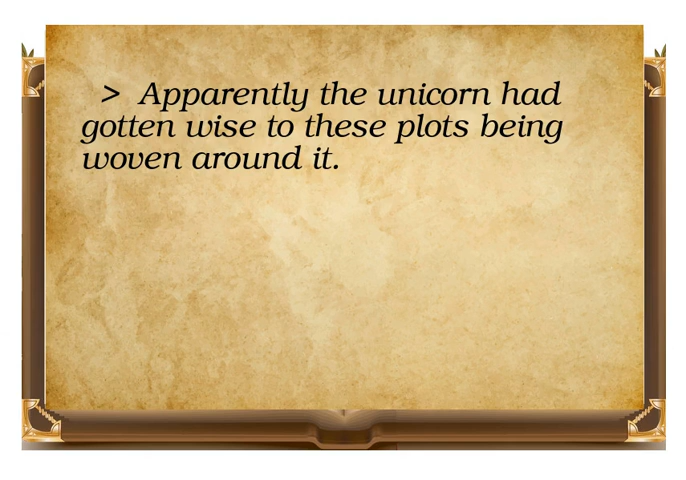 > Apparently the unicorn had
gotten wise to these plots being
woven around it.